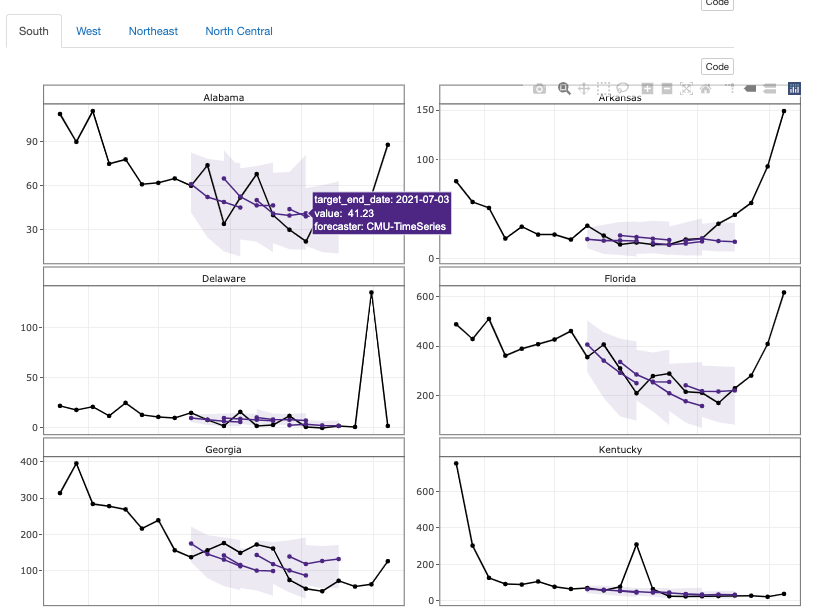 Code
South West Northeast North Central
Code
Alabama
90
60
30
target_end_date: 2021-07-03
value: 41.23
forecaster: CMU-TimeSeries
Arkansas
150
100
50
0
Delaware
100
50
0
Florida
600
400
200
Georgia
400
300
200
100
Kentucky
600
400
200
0